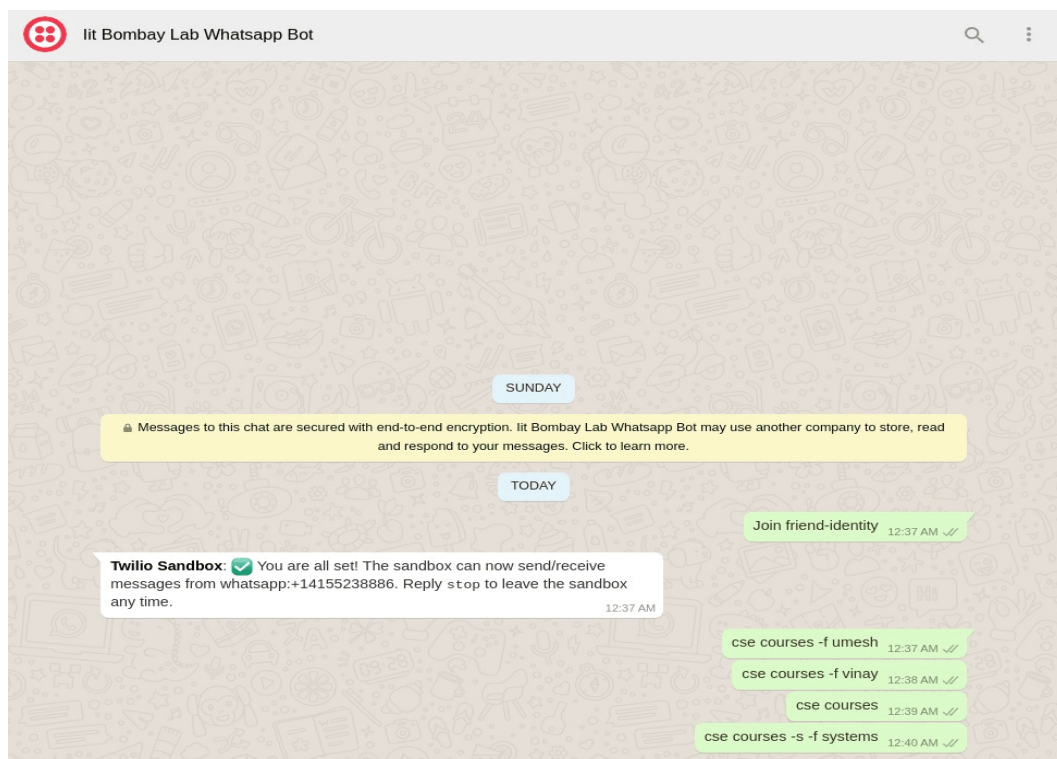 Iit Bombay Lab Whatsapp Bot
SUNDAY
Messages to this chat are secured with end-to-end encryption. Iit Bombay Lab Whatsapp Bot may use another company to store, read
and respond to your messages. Click to learn more.
TODAY
Join friend-identity 12:37 AM
Twilio Sandbox: ✅ You are all set! The sandbox can now send/receive
messages from whatsapp:+14155238886. Reply stop to leave the sandbox
any time. 12:37 AM
cse courses -f umesh 12:37 AM
cse courses -f vinay 12:38 AM
cse courses 12:39 AM
cse courses -s -f systems 12:40 AM